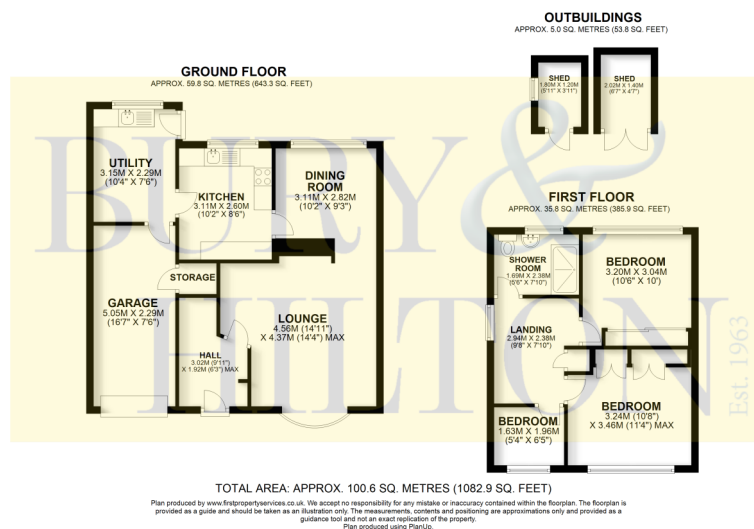 OUTBUILDINGS
APPROX. 5.0 SQ. METRES (53.8 SQ. FEET)
SHED
1.80M X 1.20M
(5'11" X 3'11")
SHED
2.02M X 1.40M
(6'7" X 4'7")
GROUND FLOOR
APPROX. 59.8 SQ. METRES (643.3 SQ. FEET)
UTILITY
3.15M X 2.29M
(10'4" X 7'6")
KITCHEN
3.11M X 2.60M
(10'2" X 8'6")
DINING
ROOM
3.11M X 2.82M
(10'2" X 9'3")
STORAGE
GARAGE
5.05M X 2.29M
(16'7" X 7'6")
LOUNGE
4.56M (14'11")
X 4.37M (14'4") MAX
HALL
3.02M (9'11")
X 1.92M (6'3") MAX
FIRST FLOOR
APPROX. 35.8 SQ. METRES (385.9 SQ. FEET)
SHOWER
ROOM
1.69M X 2.38M
(5'6" X 7'10")
BEDROOM
3.20M X 3.04M
(10'6" X 10')
LANDING
2.94M X 2.38M
(9'8" X 7'10")
BEDROOM
3.24M (10'8")
X 3.46M (11'4") MAX
BEDROOM
1.63M X 1.96M
(5'4" X 6'5")
BURY &
HILTON
Est. 1963
TOTAL AREA: APPROX. 100.6 SQ. METRES (1082.9 SQ. FEET)
Plan produced by www.firstpropertyservices.co.uk. We accept no responsibility for any mistake or inaccuracy contained within the floorplan. The floorplan is
provided as a guide and should be taken as an illustration only. The measurements, contents and positioning are approximations only and provided as a
guidance tool and not an exact replication of the property.
Plan produced using PlanUp.